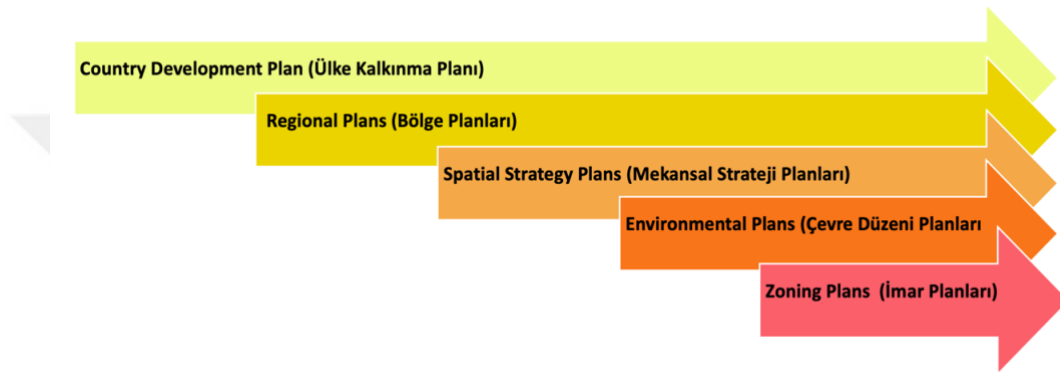 Country Development Plan (Ülke Kalkınma Planı)
Regional Plans (Bölge Planları)
Spatial Strategy Plans (Mekansal Strateji Planları)
Environmental Plans (Çevre Düzeni Planları
Zoning Plans (İmar Planları)